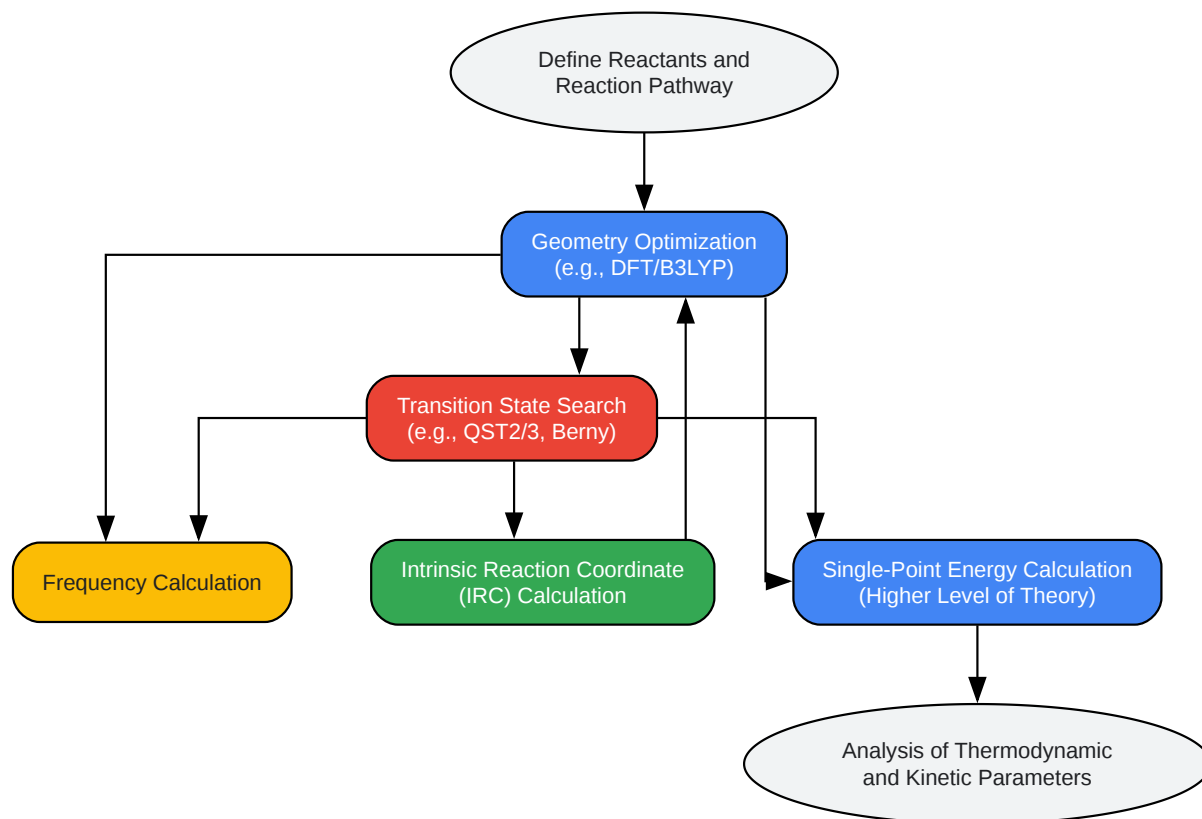 Define Reactants and
Reaction Pathway
Geometry Optimization
(e.g., DFT/B3LYP)
Transition State Search
(e.g., QST2/3, Berny)
Frequency Calculation
Intrinsic Reaction Coordinate
(IRC) Calculation
Single-Point Energy Calculation
(Higher Level of Theory)
Analysis of Thermodynamic
and Kinetic Parameters